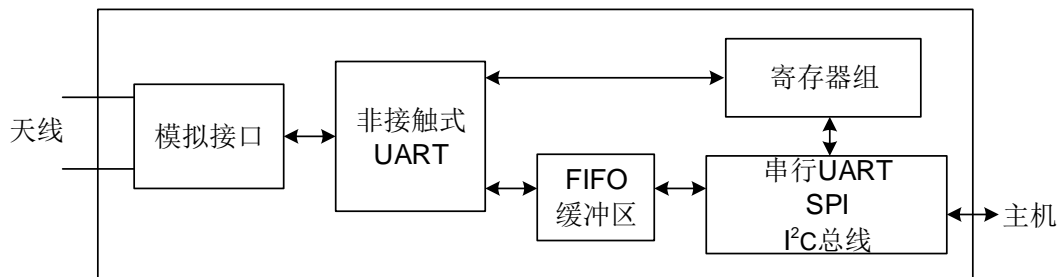 天线
模拟接口
非接触式
UART
寄存器组
FIFO
缓冲区
串行UART
SPI
I²C总线
主机